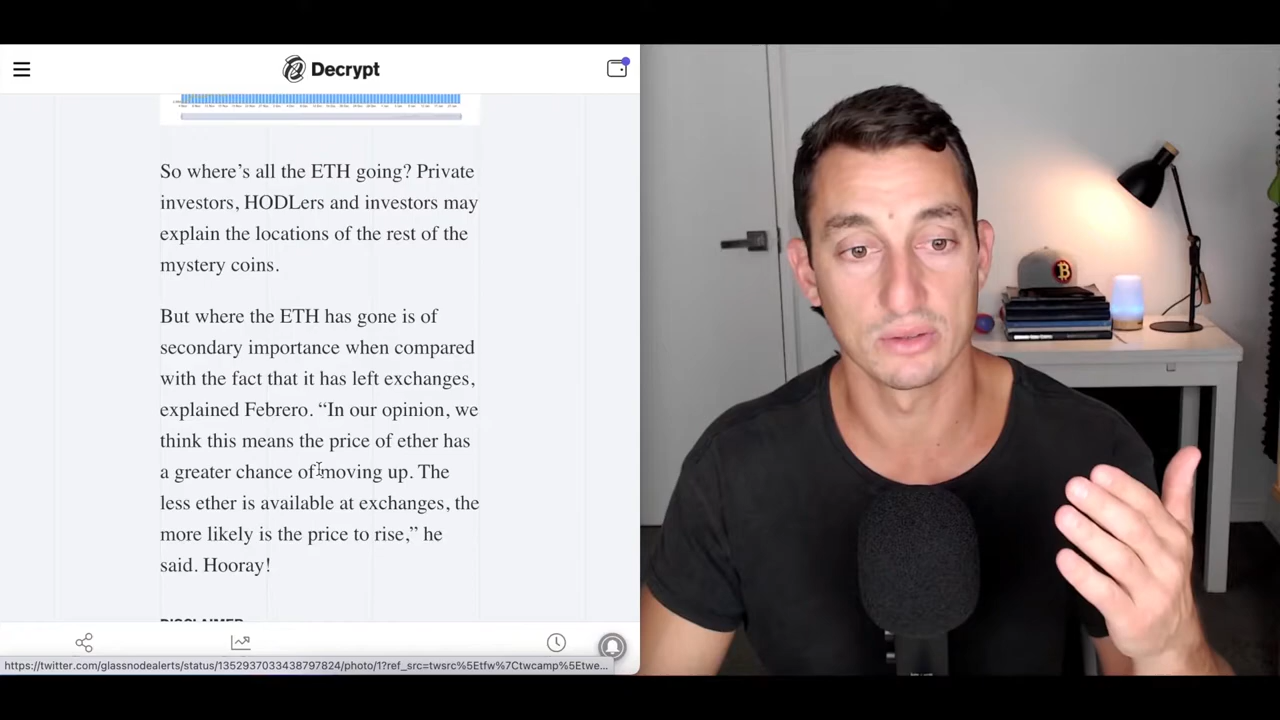 Decrypt
So where’s all the ETH going? Private
investors, HODLers and investors may
explain the locations of the rest of the
mystery coins.
But where the ETH has gone is of
secondary importance when compared
with the fact that it has left exchanges,
explained Febrero. “In our opinion, we
think this means the price of ether has
a greater chance of moving up. The
less ether is available at exchanges, the
more likely is the price to rise,” he
said. Hooray!
DISCLAIMER
https://twitter.com/glassnodealerts/status/1352937033438797824/photo/1?ref_src=twsrc%5Etfw%7Ctwcamp%5Etwe...